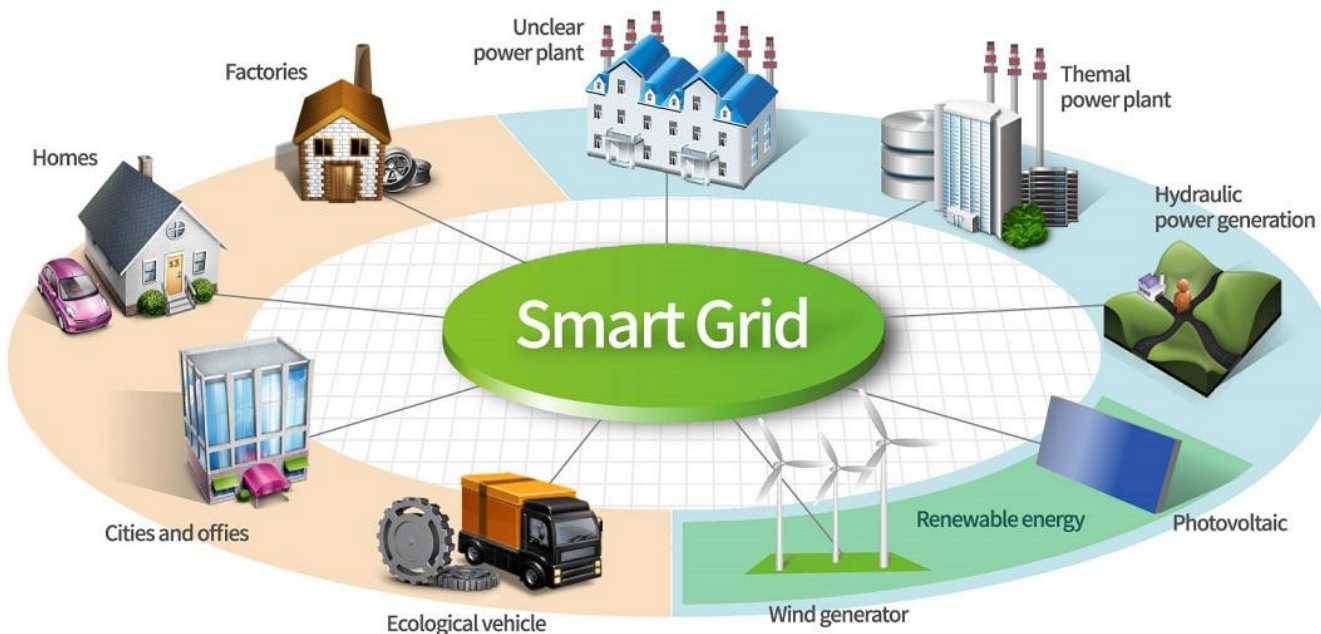 Unclear
power plant
Factories
Themal
power plant
Homes
Hydraulic
power generation
13
Smart Grid
Renewable energy
Photovoltaic
Cities and offies
Wind generator
Ecological vehicle